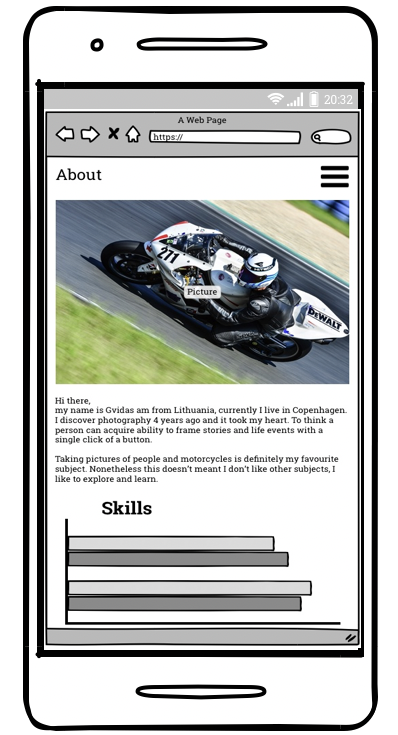 20:32
A Web Page
https://
About
271
Picture
DEWALT
Hi there,
my name is Gvidas am from Lithuania, currently I live in Copenhagen.
I discover photography 4 years ago and it took my heart. To think a
person can acquire ability to frame stories and life events with a
single click of a button.
Taking pictures of people and motorcycles is definitely my favourite
subject. Nonetheless this doesn't meant I don't like other subjects, I
like to explore and learn.
Skills